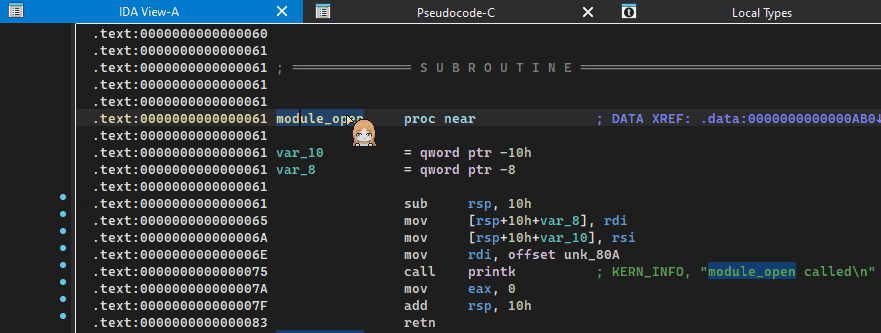 IDA View-A Pseudocode-C Local Types
.text:0000000000000060
.text:0000000000000061
.text:0000000000000061 ; =============== S U B R O U T I N E =======================================
.text:0000000000000061
.text:0000000000000061
.text:0000000000000061 module_open proc near ; DATA XREF: .data:0000000000000AB0↓
.text:0000000000000061
.text:0000000000000061 var_10 = qword ptr -10h
.text:0000000000000061 var_8 = qword ptr -8
.text:0000000000000061
.text:0000000000000061 sub rsp, 10h
.text:0000000000000065 mov [rsp+10h+var_8], rdi
.text:000000000000006A mov [rsp+10h+var_10], rsi
.text:000000000000006E mov rdi, offset unk_80A
.text:0000000000000075 call printk ; KERN_INFO, "module_open called\n"
.text:000000000000007A mov eax, 0
.text:000000000000007F add rsp, 10h
.text:0000000000000083 retn